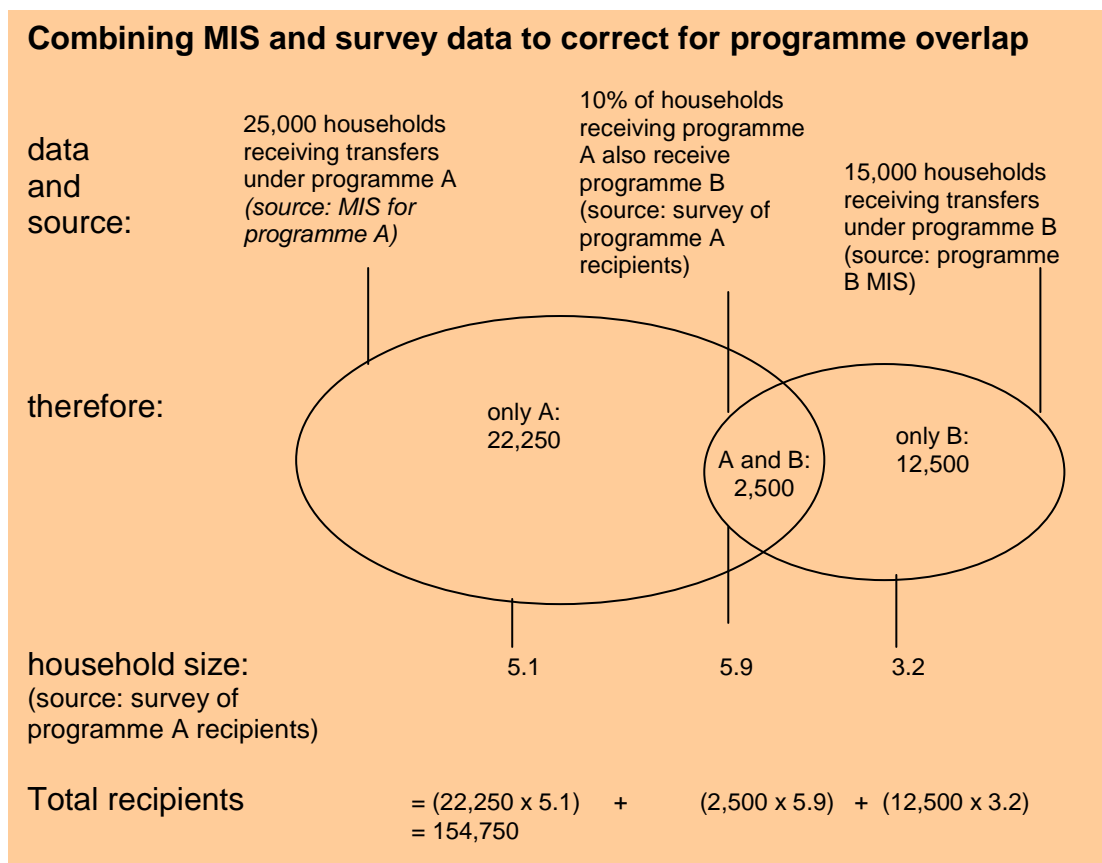 Combining MIS and survey data to correct for programme overlap
data
and
source:
25,000 households
receiving transfers
under programme A
(source: MIS for
programme A)
10% of households
receiving programme
A also receive
programme B
(source: survey of
programme A
recipients)
15,000 households
receiving transfers
under programme B
(source: programme
B MIS)
therefore:
only A:
22,250
A and B:
2,500
only B:
12,500
household size:
(source: survey of
programme A recipients)
5.1
5.9
3.2
Total recipients
= (22,250 x 5.1) + (2,500 x 5.9) + (12,500 x 3.2)
= 154,750